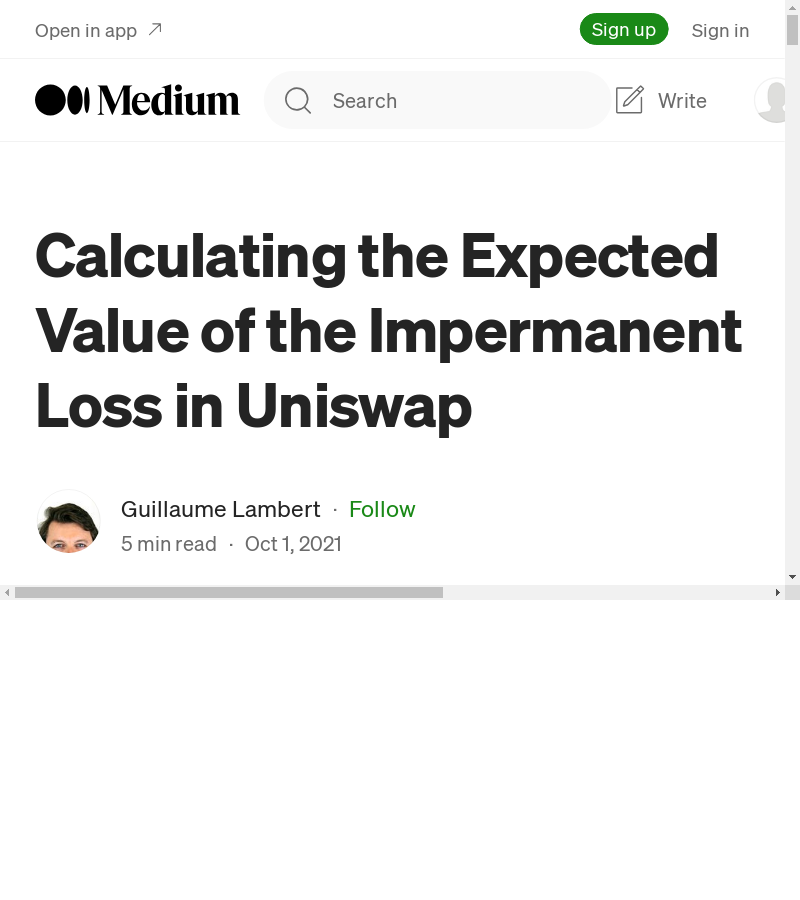 Open in app
Sign up
Sign in
Medium
Search
Write
Calculating the Expected
Value of the Impermanent
Loss in Uniswap
Guillaume Lambert · Follow
5 min read · Oct 1, 2021